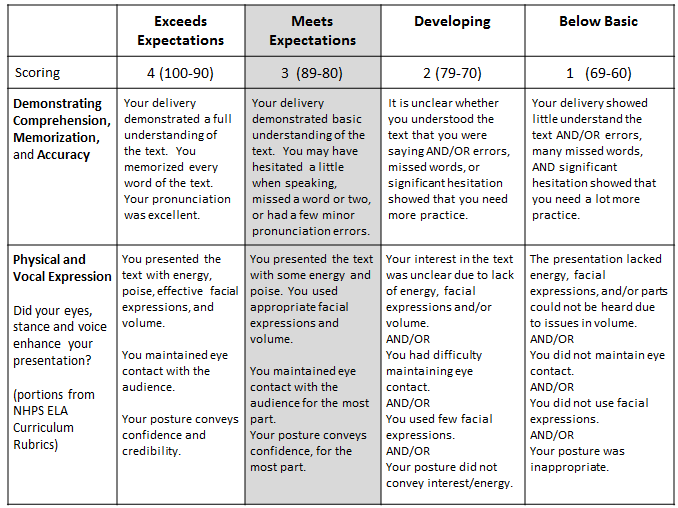 Exceeds
Expectations
Meets
Expectations
Developing
Below Basic
Scoring
4 (100-90)
3 (89-80)
2 (79-70)
1 (69-60)
Demonstrating
Comprehension,
Memorization,
and Accuracy
Your delivery
demonstrated a full
understanding of
the text. You
memorized every
word of the text.
Your pronunciation
was excellent.
Your delivery
demonstrated basic
understanding of the
text. You may have
hesitated a little
when speaking,
missed a word or two,
or had a few minor
pronunciation errors.
It is unclear whether
you understood the
text that you were
saying AND/OR errors,
missed words, or
significant hesitation
showed that you need
more practice.
Your delivery showed
little understand the
text AND/OR errors,
many missed words,
AND significant
hesitation showed that
you need a lot more
practice.
Physical and
Vocal Expression
Did your eyes,
stance and voice
enhance your
presentation?
(portions from
NHPS ELA
Curriculum
Rubrics)
You presented the
text with energy,
poise, effective facial
expressions, and
volume.
You maintained eye
contact with the
audience.
Your posture conveys
confidence and
credibility.
You presented the text
with some energy and
poise. You used
appropriate facial
expressions and
volume.
You maintained eye
contact with the
audience for the most
part.
Your posture conveys
confidence, for the
most part.
Your interest in the text
was unclear due to lack
of energy, facial
expressions and/or
volume.
AND/OR
You had difficulty
maintaining eye
contact.
AND/OR
You used few facial
expressions.
AND/OR
Your posture did not
convey interest/energy.
The presentation lacked
energy, facial
expressions, and/or parts
could not be heard due
to issues in volume.
AND/OR
You did not maintain eye
contact.
AND/OR
You did not use facial
expressions.
AND/OR
Your posture was
inappropriate.